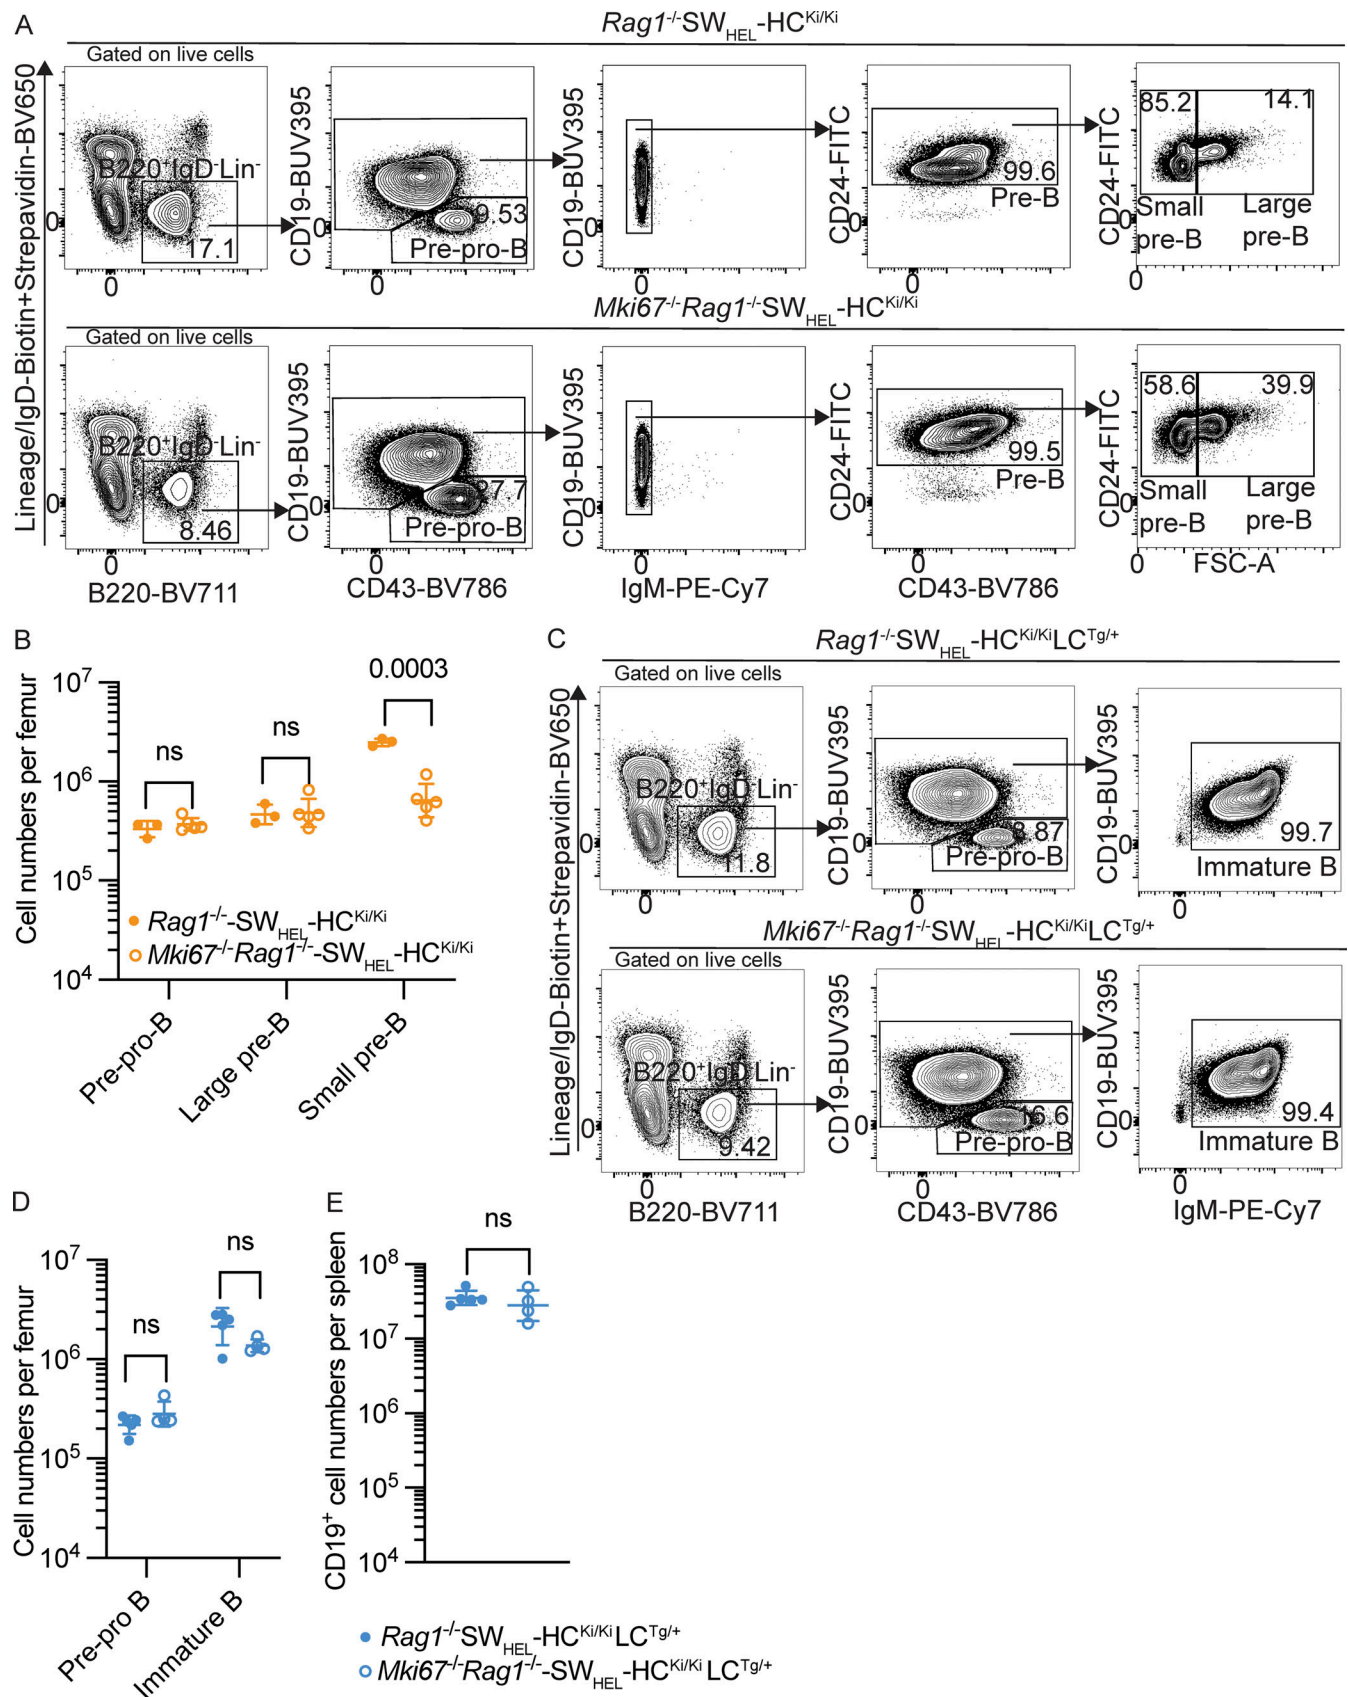 A
Rag1-/-SWHEL-HCKi/Ki
Gated on live cells
Lineage/IgD-Biotin+Strepavidin-BV650
B220+IgD-Lin-
17.1
0
0
CD19-BUV395
9.53
Pre-pro-B
0
0
CD19-BUV395
0
0
CD24-FITC
99.6
Pre-B
0
0
CD24-FITC
85.2
14.1
Small pre-B
Large pre-B
0
0
Mki67-/-Rag1-/-SWHEL-HCKi/Ki
Gated on live cells
B220+IgD-Lin-
8.46
0
0
B220-BV711
CD19-BUV395
27.7
Pre-pro-B
0
0
CD43-BV786
CD19-BUV395
0
0
IgM-PE-Cy7
CD24-FITC
99.5
Pre-B
0
0
CD43-BV786
CD24-FITC
58.6
39.9
Small pre-B
Large pre-B
0
0
FSC-A
B
Cell numbers per femur
107
106
105
104
ns
ns
0.0003
Rag1-/--SWHEL-HCKi/Ki
Mki67-/-Rag1-/--SWHEL-HCKi/Ki
Pre-pro-B
Large pre-B
Small pre-B
C
Rag1-/-SWHEL-HCKi/KiLCTg/+
Gated on live cells
Lineage/IgD-Biotin+Strepavidin-BV650
B220+IgD-Lin-
11.8
0
0
CD19-BUV395
8.87
Pre-pro-B
0
0
CD19-BUV395
99.7
Immature B
0
0
Mki67-/-Rag1-/-SWHEL-HCKi/KiLCTg/+
Gated on live cells
B220+IgD-Lin-
9.42
0
0
B220-BV711
CD19-BUV395
16.6
Pre-pro-B
0
0
CD43-BV786
CD19-BUV395
99.4
Immature B
0
0
IgM-PE-Cy7
D
Cell numbers per femur
107
106
105
104
ns
ns
Pre-pro B
Immature B
E
CD19+ cell numbers per spleen
108
107
106
105
104
ns
Rag1-/-SWHEL-HCKi/KiLCTg/+
Mki67-/-Rag1-/--SWHEL-HCKi/KiLCTg/+